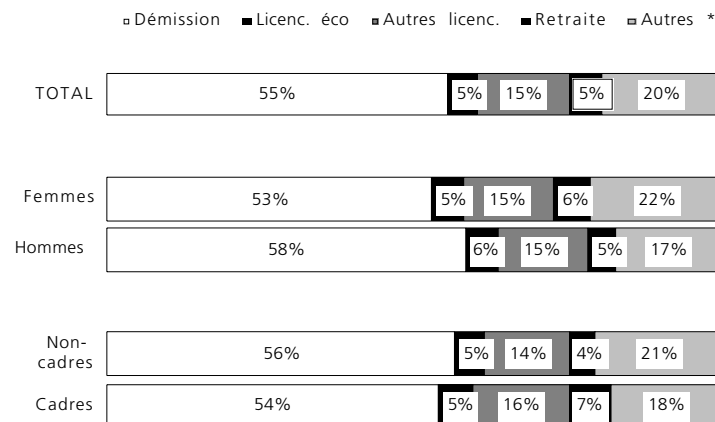 Démission Licenc. éco Autres licenc. Retraite Autres *
TOTAL 55% 5% 15% 5% 20%
Femmes 53% 5% 15% 6% 22%
Hommes 58% 6% 15% 5% 17%
Non-
cadres 56% 5% 14% 4% 21%
Cadres 54% 5% 16% 7% 18%